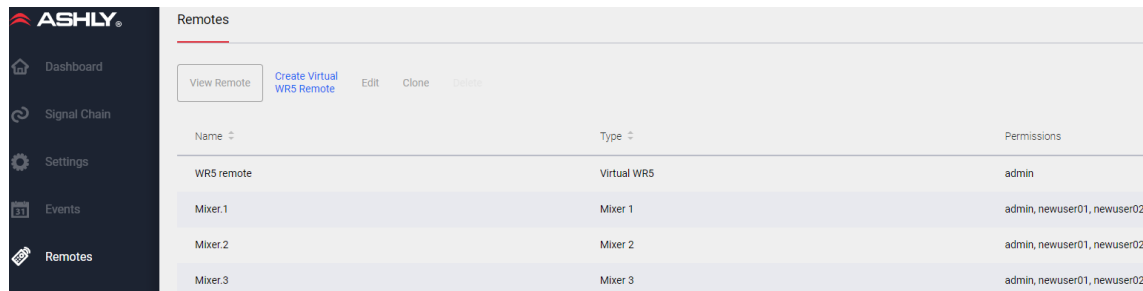 ASHLY®
Remotes
Dashboard
Signal Chain
Settings
31
Events
Remotes
View Remote
Create Virtual
WR5 Remote
Edit
Clone
Delete
Name
Type
Permissions
WR5 remote
Virtual WR5
admin
Mixer.1
Mixer 1
admin, newuser01, newuser02
Mixer.2
Mixer 2
admin, newuser01, newuser02
Mixer.3
Mixer 3
admin, newuser01, newuser02